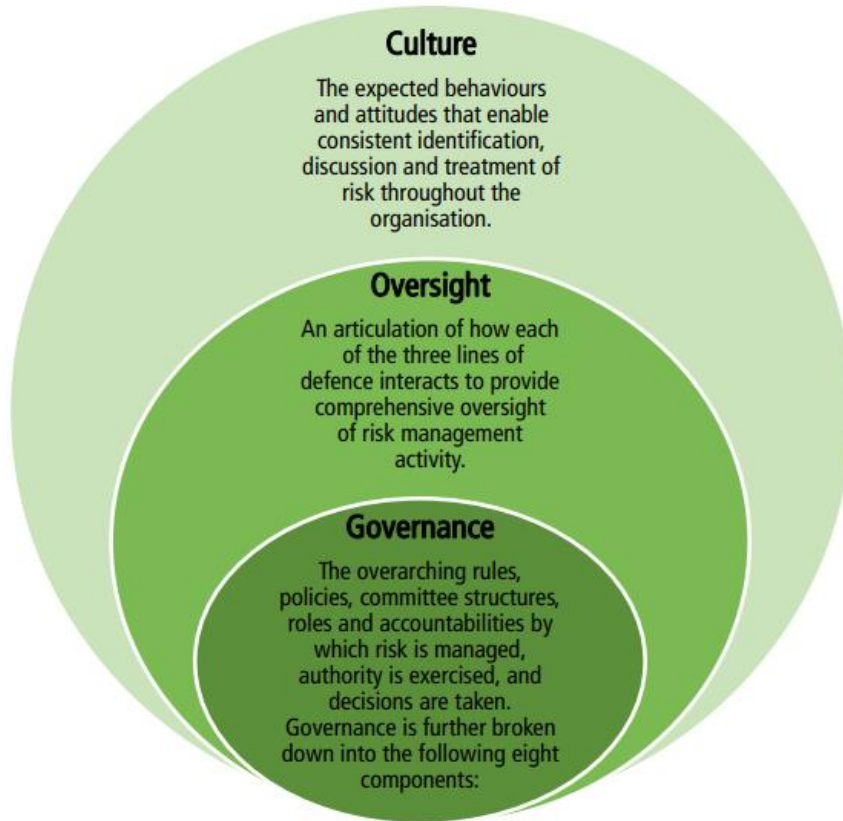 Culture
The expected behaviours
and attitudes that enable
consistent identification,
discussion and treatment of
risk throughout the
organisation.
Oversight
An articulation of how each
of the three lines of
defence interacts to provide
comprehensive oversight
of risk management
activity.
Governance
The overarching rules,
policies, committee structures,
roles and accountabilities by
which risk is managed,
authority is exercised, and
decisions are taken.
Governance is further broken
down into the following eight
components: